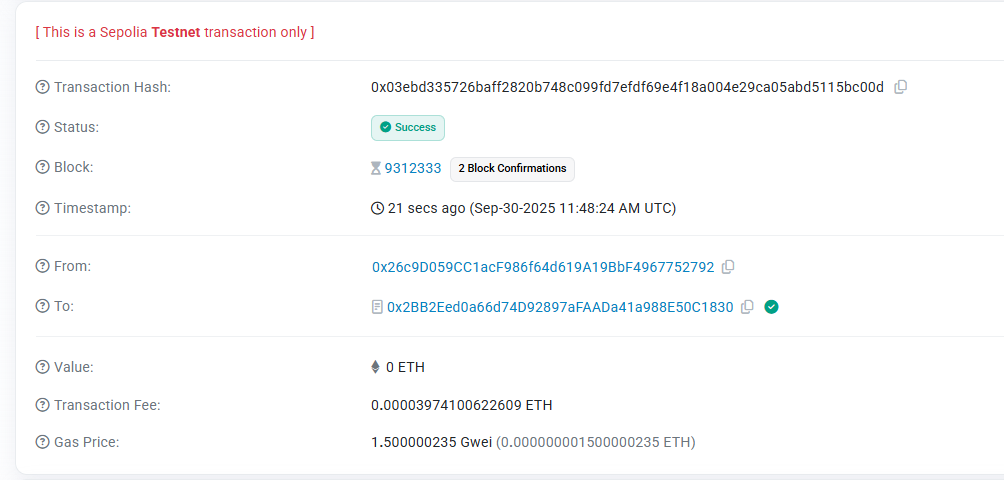 [ This is a Sepolia Testnet transaction only ]
Transaction Hash: 0x03ebd335726baff2820b748c099fd7efdf69e4f18a004e29ca05abd5115bc00d
Status: Success
Block: 9312333 2 Block Confirmations
Timestamp: 21 secs ago (Sep-30-2025 11:48:24 AM UTC)
From: 0x26c9D059CC1acF986f64d619A19BbF4967752792
To: 0x2BB2Eed0a66d74D92897aFAADa41a988E50C1830
Value: 0 ETH
Transaction Fee: 0.00003974100622609 ETH
Gas Price: 1.500000235 Gwei (0.000000001500000235 ETH)